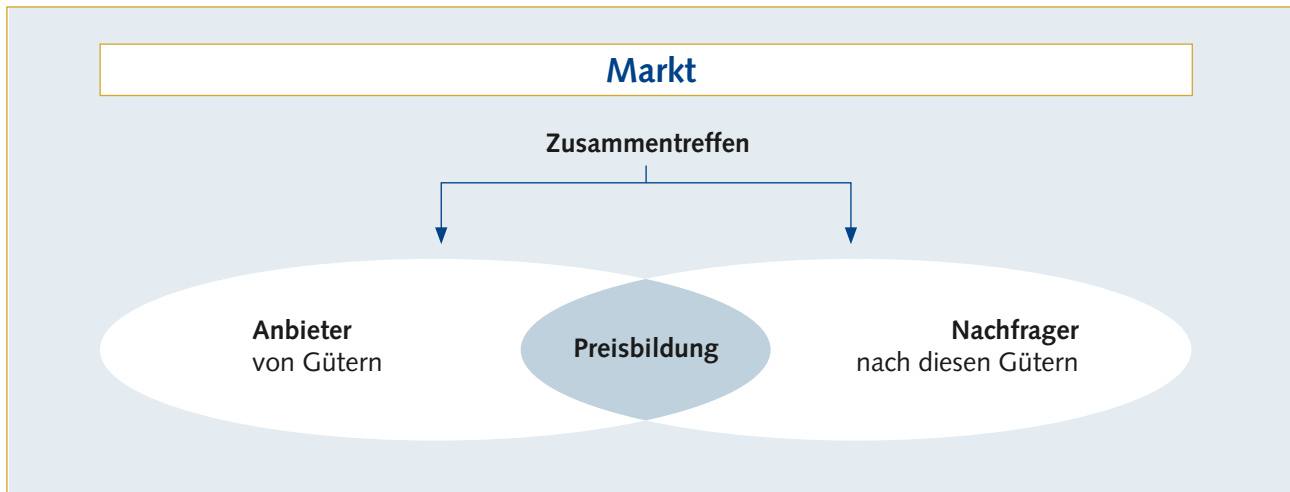 Markt
Zusammentreffen
Anbieter
von Gütern
Preisbildung
Nachfrager
nach diesen Gütern